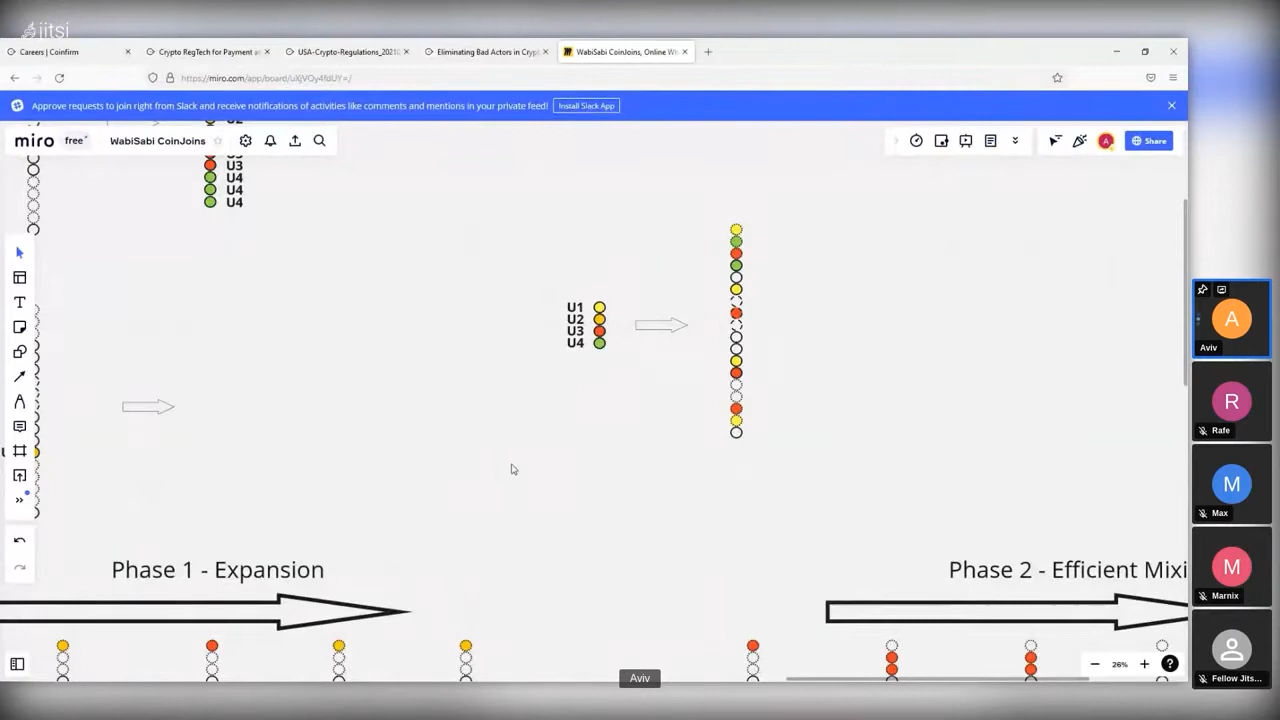 jitsi
Careers | Coinfirm
Crypto RegTech for Payment a
USA-Crypto-Regulations_2021
Eliminating Bad Actors in Cryp
WabiSabi CoinJoins, Online Wh
Approve requests to join right from Slack and receive notifications of activities like comments and mentions in your private feed!
Install Slack App
miro
free
WabiSabi CoinJoins
Share
U3
U4
U4
U4
U1
U2
U3
U4
Phase 1 - Expansion
Phase 2 - Efficient Mixi
26%
Aviv
Rafe
Max
Marnix
Fellow Jits...
Aviv
A
R
M
M
A